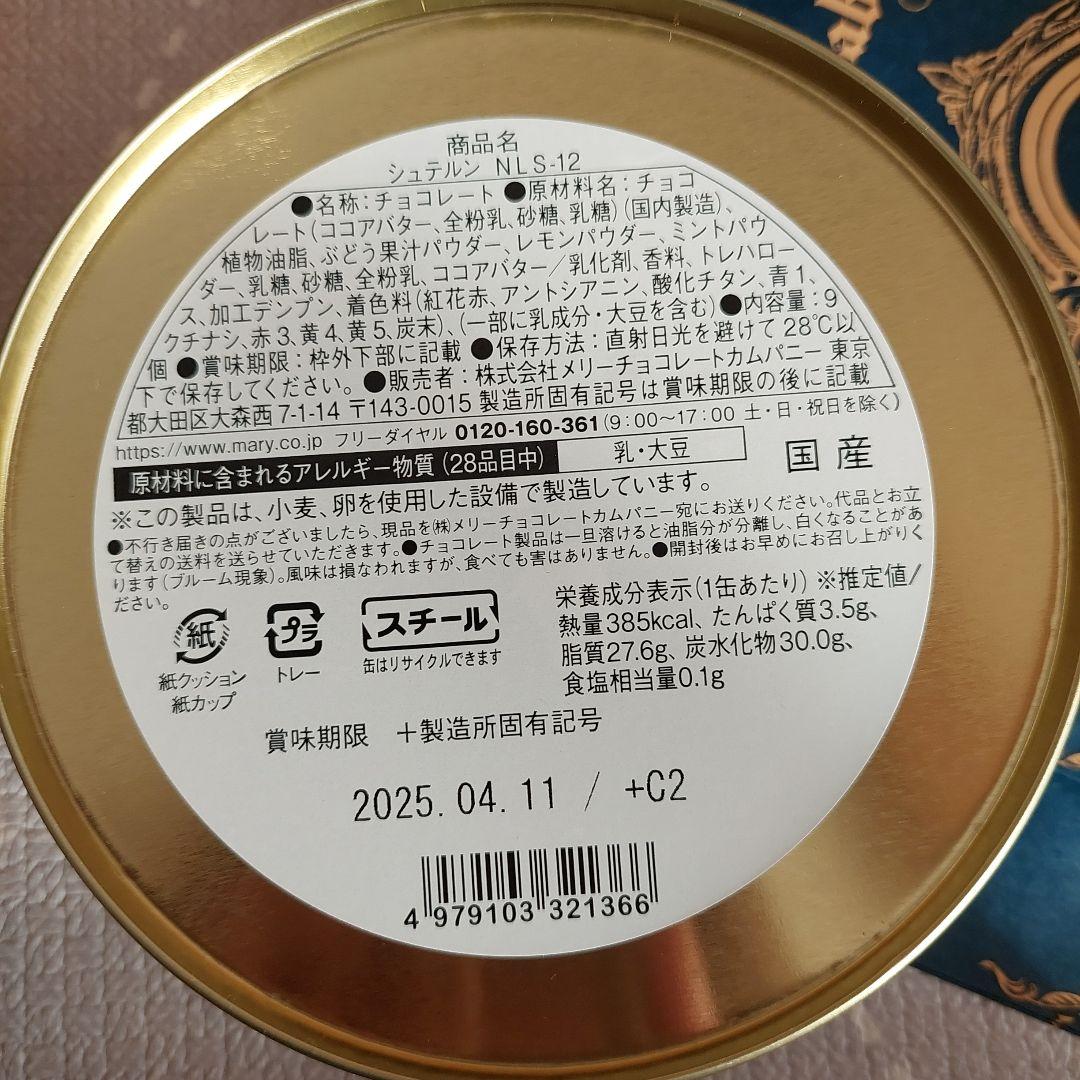 商品名
シュテルン NLS-12
●名称：チョコレート ●原材料名：チョコ
レート(ココアバター、全粉乳、砂糖、乳糖)(国内製造)、
植物油脂、ぶどう果汁パウダー、レモンパウダー、ミントパウ
ダー、乳糖、砂糖、全粉乳、ココアバター／乳化剤、香料、トレハロー
ス、加工デンプン、着色料(紅花赤、アントシアニン、酸化チタン、青1、
クチナシ、赤3、黄4、黄5、炭末)、(一部に乳成分・大豆を含む)●内容量：9
個 ●賞味期限：枠外下部に記載 ●保存方法：直射日光を避けて28℃以
下で保存してください。●販売者：株式会社メリーチョコレートカムパニー 東京
都大田区大森西7-1-14 〒143-0015 製造所固有記号は賞味期限の後に記載
https://www.mary.co.jp フリーダイヤル 0120-160-361(9:00～17:00 土・日・祝日を除く)
原材料に含まれるアレルギー物質(28品目中) 乳・大豆 国産
※この製品は、小麦、卵を使用した設備で製造しています。
●不行き届きの点がございましたら、現品を㈱メリーチョコレートカムパニー宛にお送りください。代品とお立
て替えの送料を送らせていただきます。●チョコレート製品は一旦溶けると油脂分が分離し、白くなることがあ
ります(ブルーム現象)。風味は損なわれますが、食べても害はありません。●開封後はお早めにお召し上がりく
ださい。
紙 プラ スチール
紙クッション
紙カップ
トレー
缶はリサイクルできます
栄養成分表示(1缶あたり)※推定値/
熱量385kcal、たんぱく質3.5g、
脂質27.6g、炭水化物30.0g、
食塩相当量0.1g
賞味期限 ＋製造所固有記号
2025.04.11 / +C2
4 979103 321366